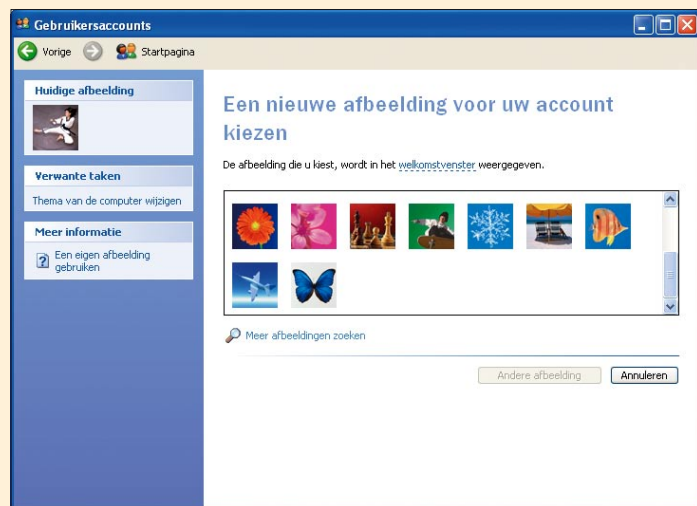 Gebruikersaccounts
Vorige Startpagina
Huidige afbeelding
Verwante taken
Thema van de computer wijzigen
Meer informatie
Een eigen afbeelding
gebruiken
Een nieuwe afbeelding voor uw account
kiezen
De afbeelding die u kiest, wordt in het welkomstvenster weergegeven.
Meer afbeeldingen zoeken
Andere afbeelding Annuleren